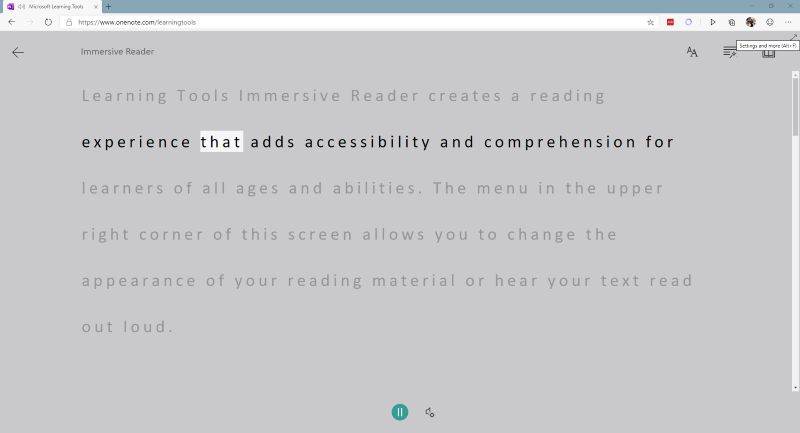 Microsoft Learning Tools
https://www.onenote.com/learningtools
Settings and more (Alt+F)
Immersive Reader
AA
Learning Tools Immersive Reader creates a reading
experience that adds accessibility and comprehension for
learners of all ages and abilities. The menu in the upper
right corner of this screen allows you to change the
appearance of your reading material or hear your text read
out loud.